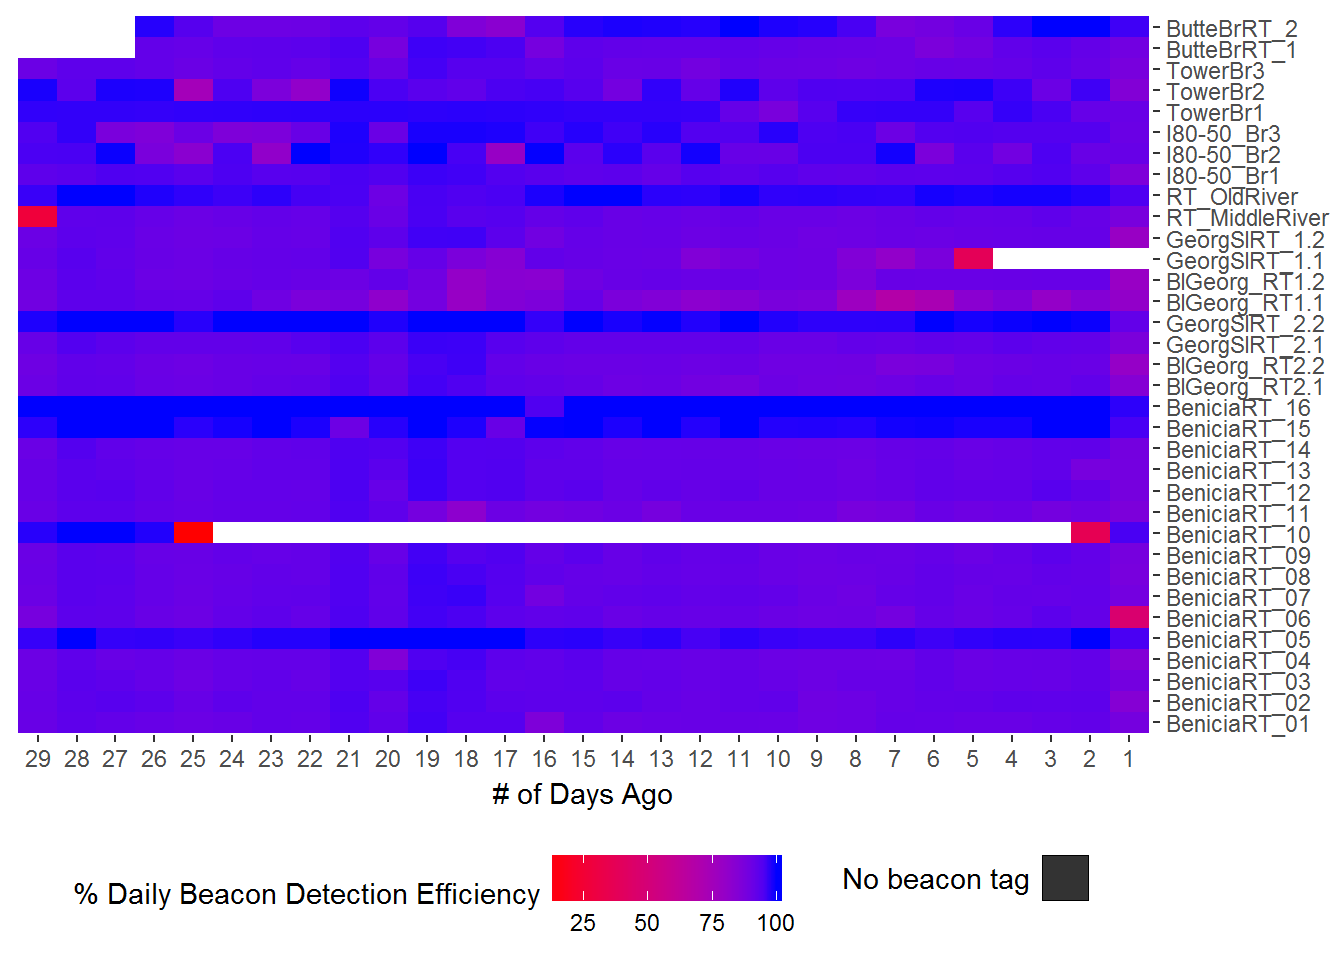 ButteBrRT_2
ButteBrRT_1
TowerBr3
TowerBr2
TowerBr1
I80-50_Br3
I80-50_Br2
I80-50_Br1
RT_OldRiver
RT_MiddleRiver
GeorgSlRT_1.2
GeorgSlRT_1.1
BlGeorg_RT1.2
BlGeorg_RT1.1
GeorgSlRT_2.2
GeorgSlRT_2.1
BlGeorg_RT2.2
BlGeorg_RT2.1
BeniciaRT_16
BeniciaRT_15
BeniciaRT_14
BeniciaRT_13
BeniciaRT_12
BeniciaRT_11
BeniciaRT_10
BeniciaRT_09
BeniciaRT_08
BeniciaRT_07
BeniciaRT_06
BeniciaRT_05
BeniciaRT_04
BeniciaRT_03
BeniciaRT_02
BeniciaRT_01
29 28 27 26 25 24 23 22 21 20 19 18 17 16 15 14 13 12 11 10 9 8 7 6 5 4 3 2 1
# of Days Ago
% Daily Beacon Detection Efficiency
25 50 75 100
No beacon tag